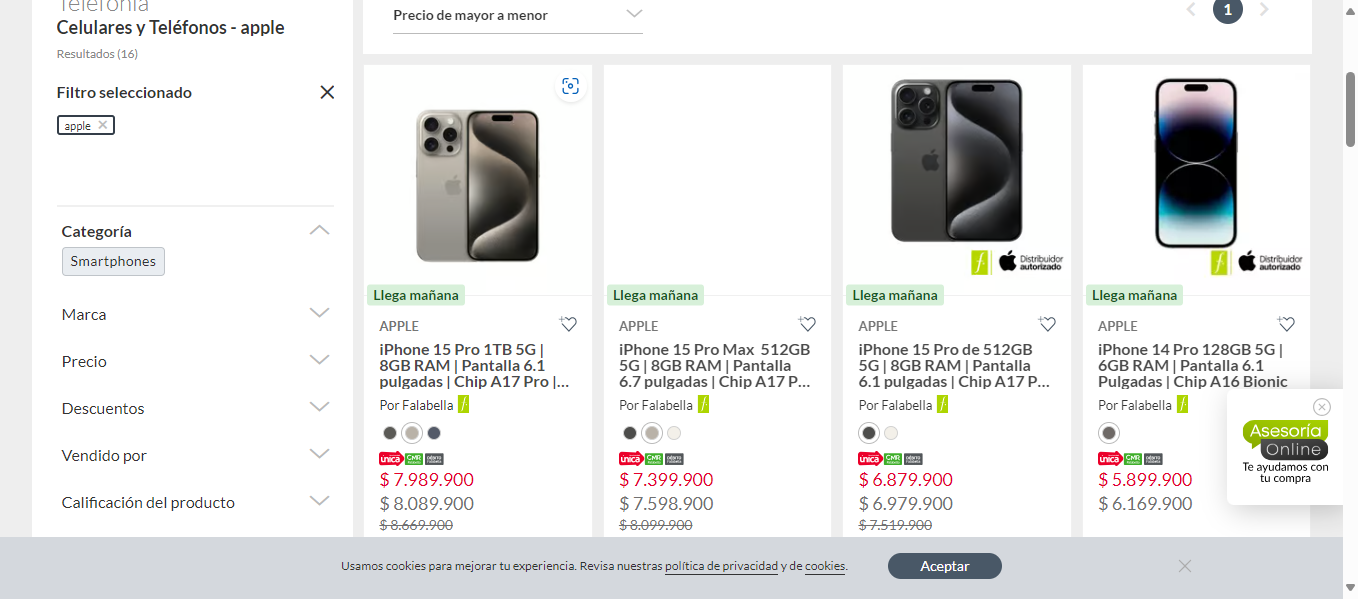 Telefonía
Celulares y Teléfonos - apple
Resultados (16)
Filtro seleccionado
apple
Categoría
Smartphones
Marca
Precio
Descuentos
Vendido por
Calificación del producto
Precio de mayor a menor
1
Llega mañana
APPLE
iPhone 15 Pro 1TB 5G |
8GB RAM | Pantalla 6.1
pulgadas | Chip A17 Pro |...
Por Falabella f.
unica CMR
$ 7.989.900
$ 8.089.900
$ 8.669.900
Llega mañana
APPLE
iPhone 15 Pro Max 512GB
5G | 8GB RAM | Pantalla
6.7 pulgadas | Chip A17 P...
Por Falabella f.
unica CMR
$ 7.399.900
$ 7.598.900
$ 8.099.900
f.
Distribuidor
autorizado
Llega mañana
APPLE
iPhone 15 Pro de 512GB
5G | 8GB RAM | Pantalla
6.1 pulgadas | Chip A17 P...
Por Falabella f.
unica CMR
$ 6.879.900
$ 6.979.900
$ 7.519.900
f.
Distribuidor
autorizado
Llega mañana
APPLE
iPhone 14 Pro 128GB 5G |
6GB RAM | Pantalla 6.1
Pulgadas | Chip A16 Bionic
Por Falabella f.
unica CMR
$ 5.899.900
$ 6.169.900
Asesoría
Online
Te ayudamos con
tu compra
Usamos cookies para mejorar tu experiencia. Revisa nuestras política de privacidad y de cookies.
Aceptar